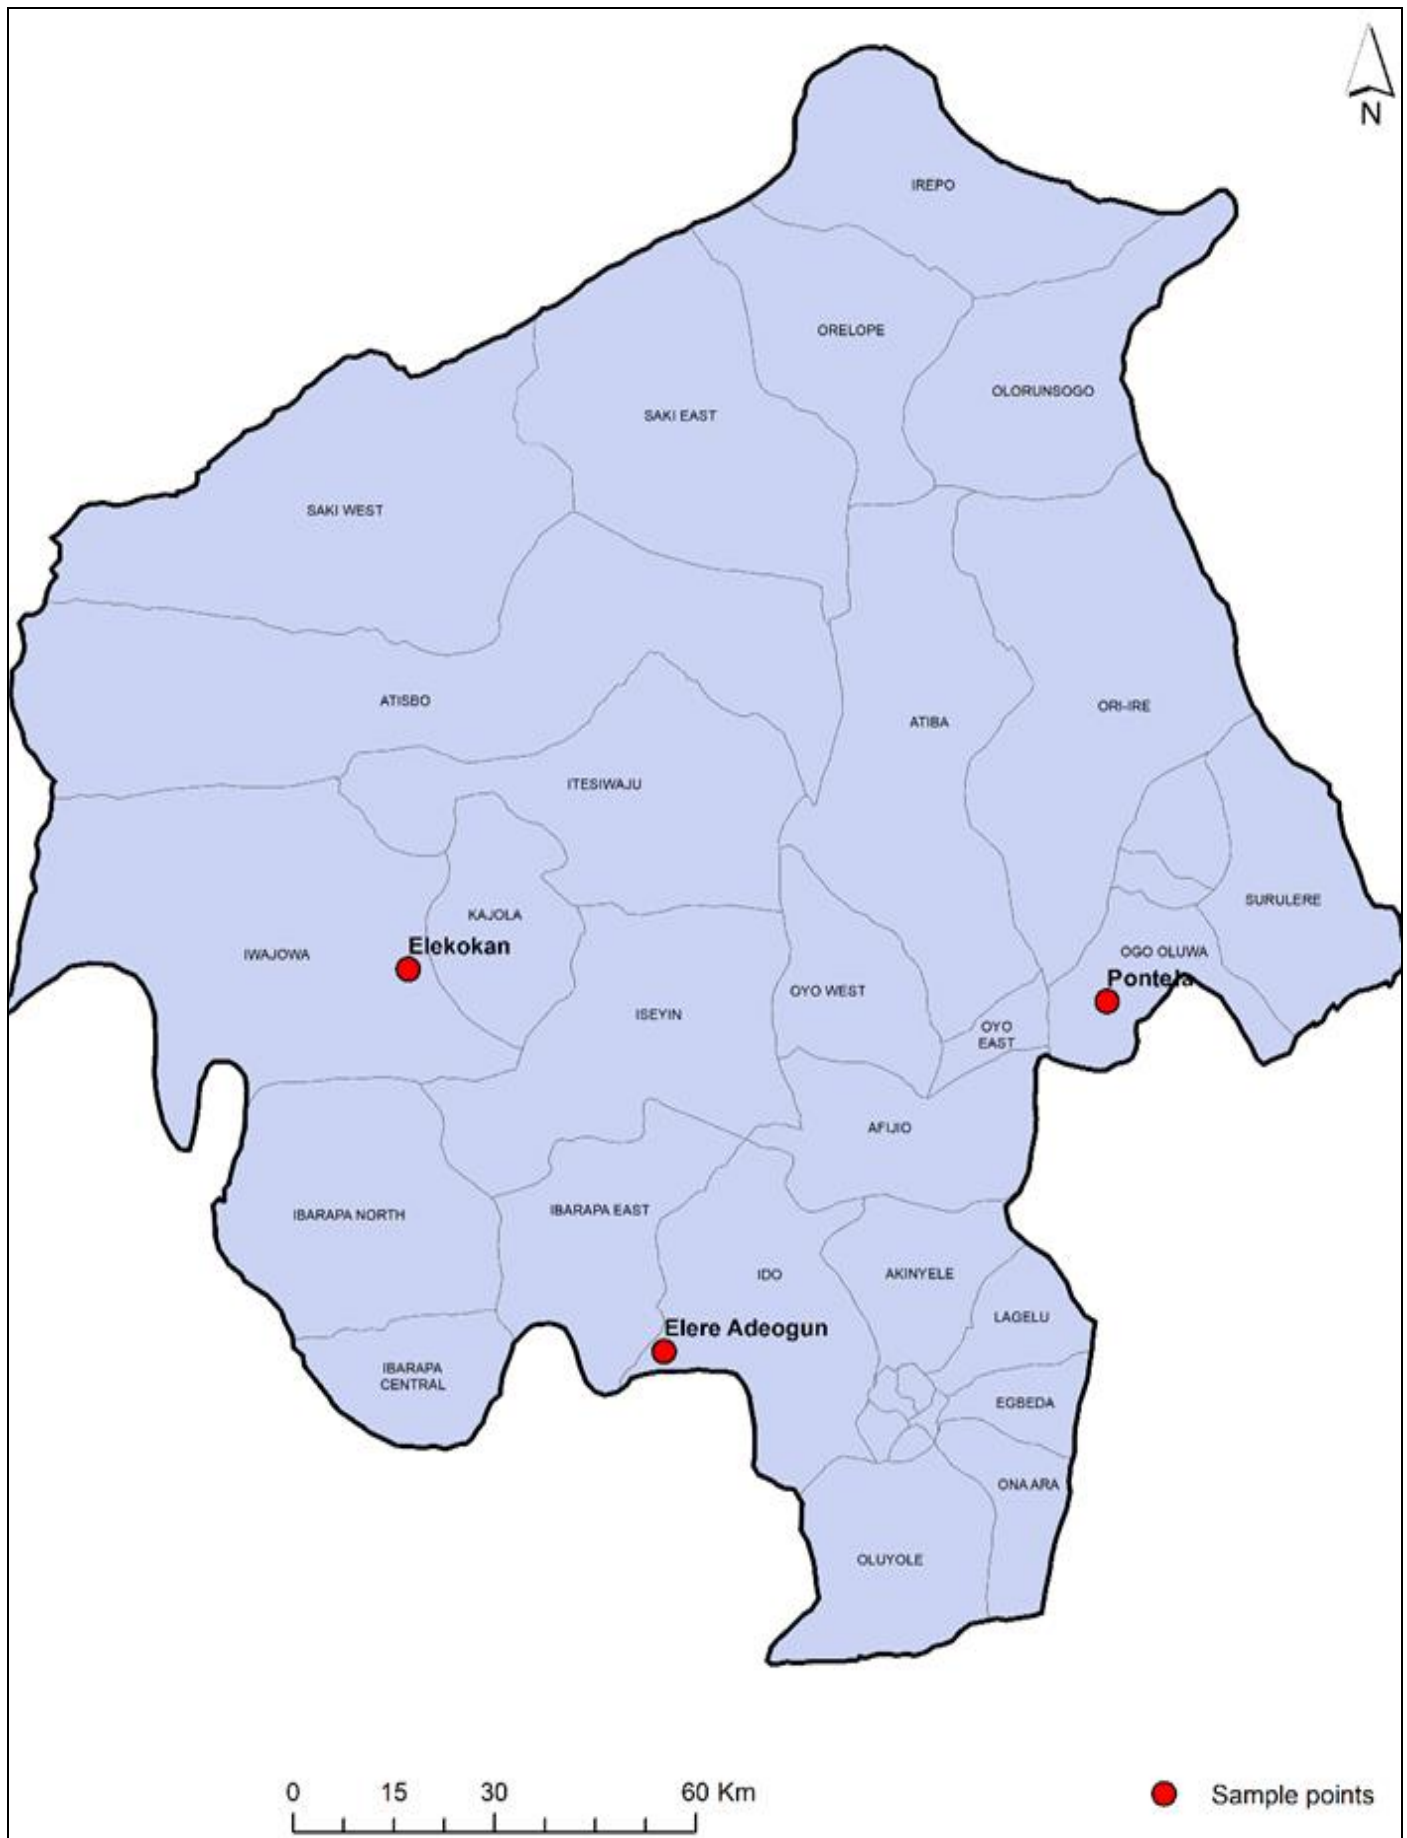 N
IREPO
ORELOPE
OLORUNSOGO
SAKI EAST
SAKI WEST
ATISBO
ORI-IRE
ATIBA
ITESIWAJU
SURULERE
KAJOLA
Elekokan
IWAJOWA
OGO OLUWA
Pontela
OYO WEST
ISEYIN
OYO
EAST
AFIJIO
IBARAPA EAST
IBARAPA NORTH
IDO
AKINYELE
LAGELU
Elere Adeogun
IBARAPA
CENTRAL
EGBEDA
ONA ARA
OLUYOLE
0 15 30 60 Km
Sample points